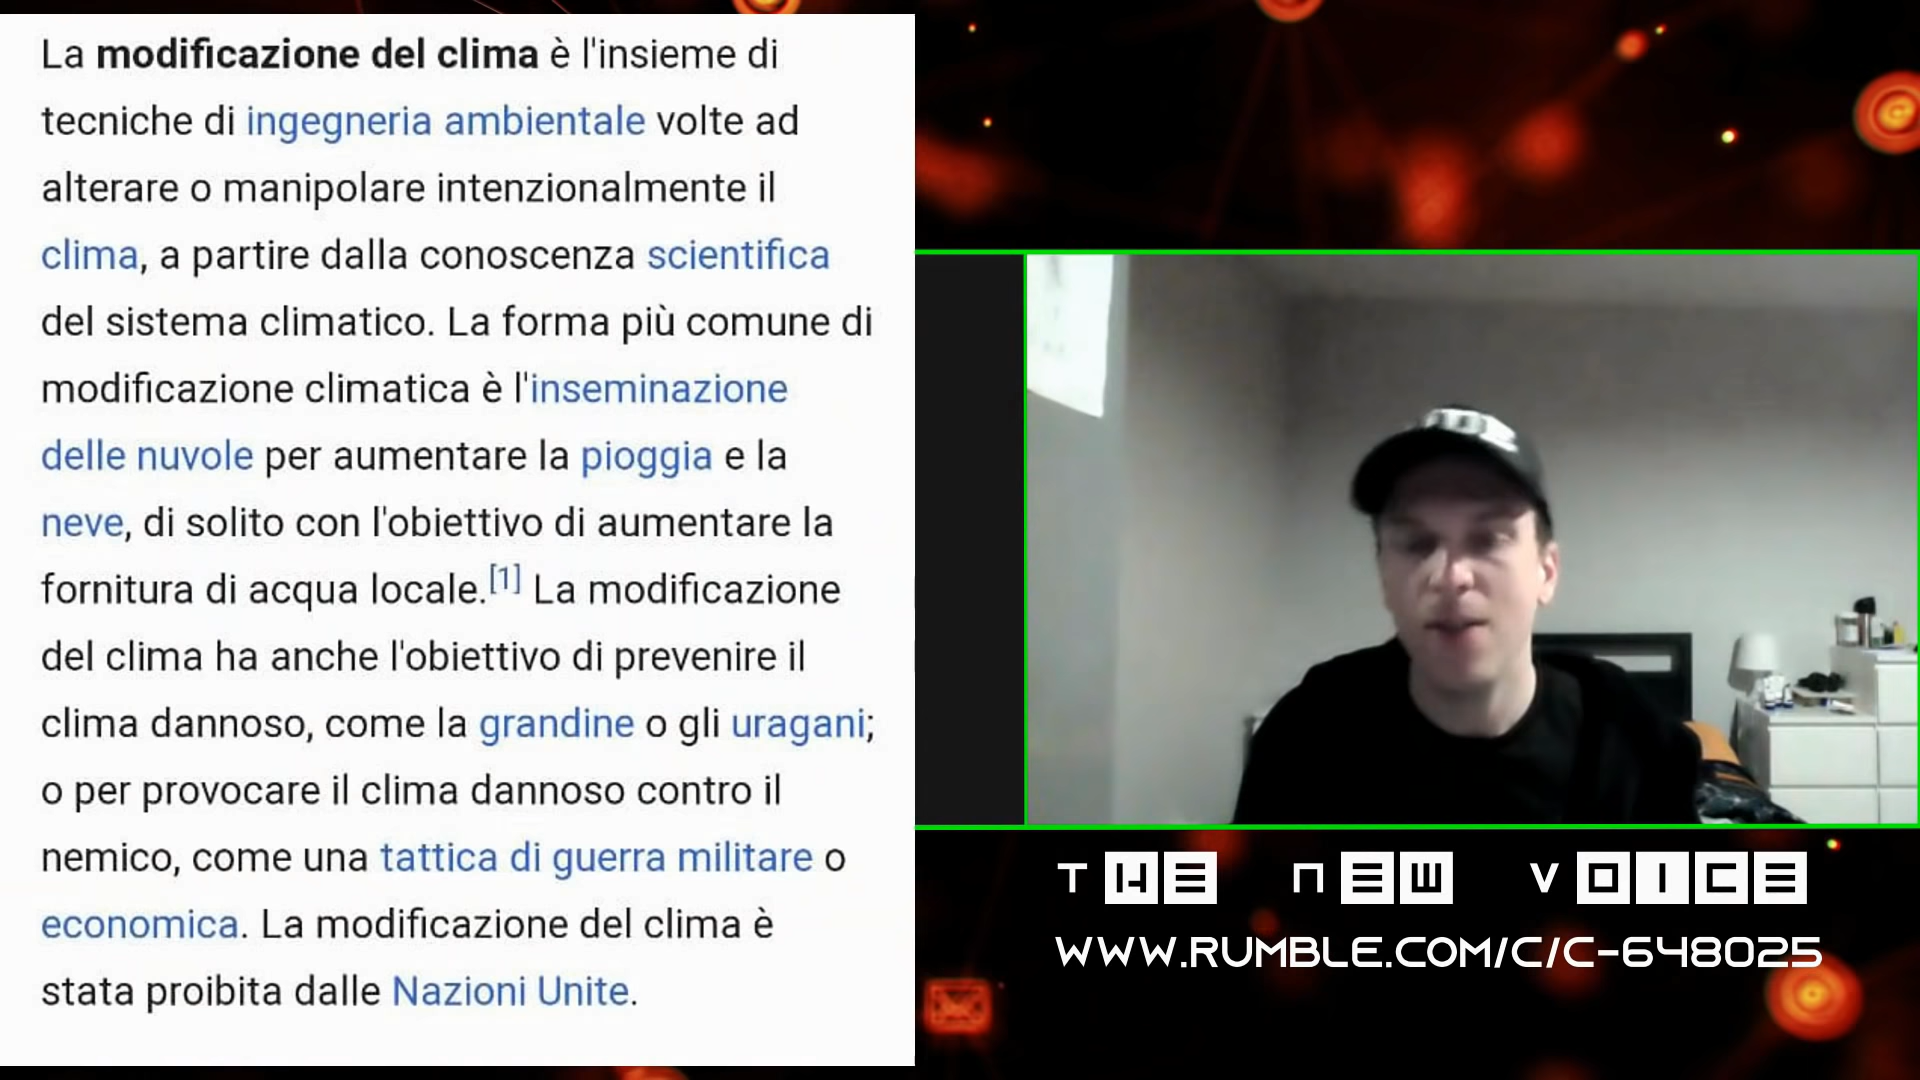 La modificazione del clima è l'insieme di
tecniche di ingegneria ambientale volte ad
alterare o manipolare intenzionalmente il
clima, a partire dalla conoscenza scientifica
del sistema climatico. La forma più comune di
modificazione climatica è l'inseminazione
delle nuvole per aumentare la pioggia e la
neve, di solito con l'obiettivo di aumentare la
fornitura di acqua locale.[1] La modificazione
del clima ha anche l'obiettivo di prevenire il
clima dannoso, come la grandine o gli uragani;
o per provocare il clima dannoso contro il
nemico, come una tattica di guerra militare o
economica. La modificazione del clima è
stata proibita dalle Nazioni Unite.
THE NEW VOICE
WWW.RUMBLE.COM/C/C-648025